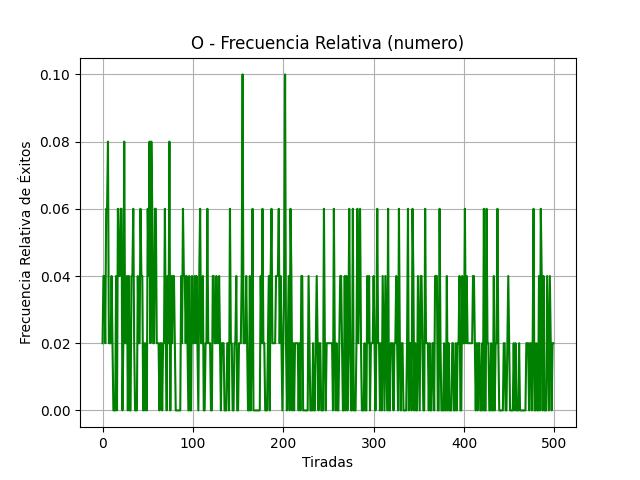 O - Frecuencia Relativa (numero)
Frecuencia Relativa de Éxitos
0.10
0.08
0.06
0.04
0.02
0.00
0 100 200 300 400 500
Tiradas